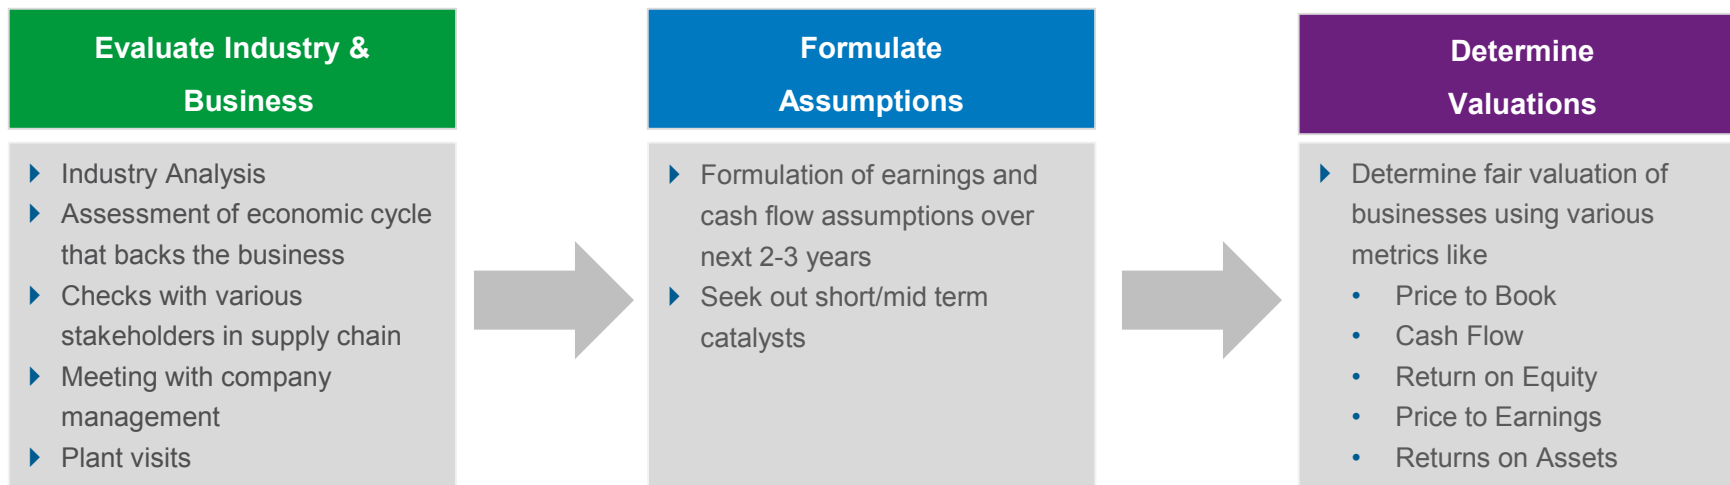 Evaluate Industry &
Business
Industry Analysis
Assessment of economic cycle
that backs the business
Checks with various
stakeholders in supply chain
Meeting with company
management
Plant visits
Formulate
Assumptions
Formulation of earnings and
cash flow assumptions over
next 2-3 years
Seek out short/mid term
catalysts
Determine
Valuations
Determine fair valuation of
businesses using various
metrics like
• Price to Book
• Cash Flow
• Return on Equity
• Price to Earnings
• Returns on Assets